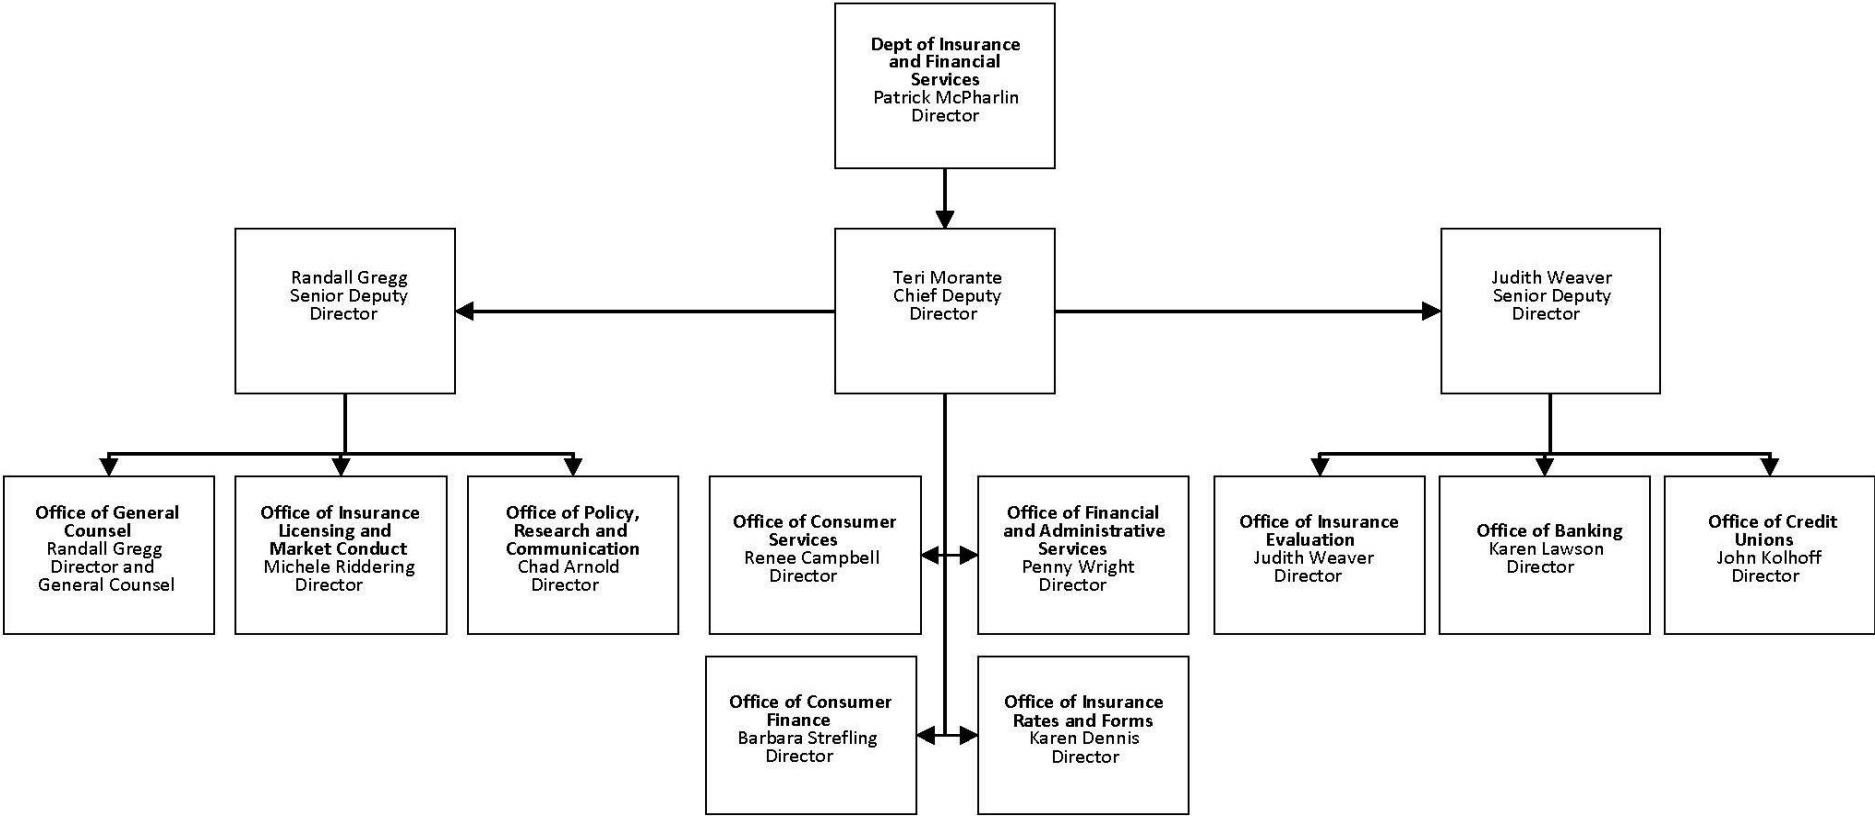 Dept of Insurance
and Financial
Services
Patrick McPharlin
Director
Randall Gregg
Senior Deputy
Director
Teri Morante
Chief Deputy
Director
Judith Weaver
Senior Deputy
Director
Office of General
Counsel
Randall Gregg
Director and
General Counsel
Office of Insurance
Licensing and
Market Conduct
Michele Riddering
Director
Office of Policy,
Research and
Communication
Chad Arnold
Director
Office of Consumer
Services
Renee Campbell
Director
Office of Financial
and Administrative
Services
Penny Wright
Director
Office of Insurance
Evaluation
Judith Weaver
Director
Office of Banking
Karen Lawson
Director
Office of Credit
Unions
John Kolhoff
Director
Office of Consumer
Finance
Barbara Strefling
Director
Office of Insurance
Rates and Forms
Karen Dennis
Director